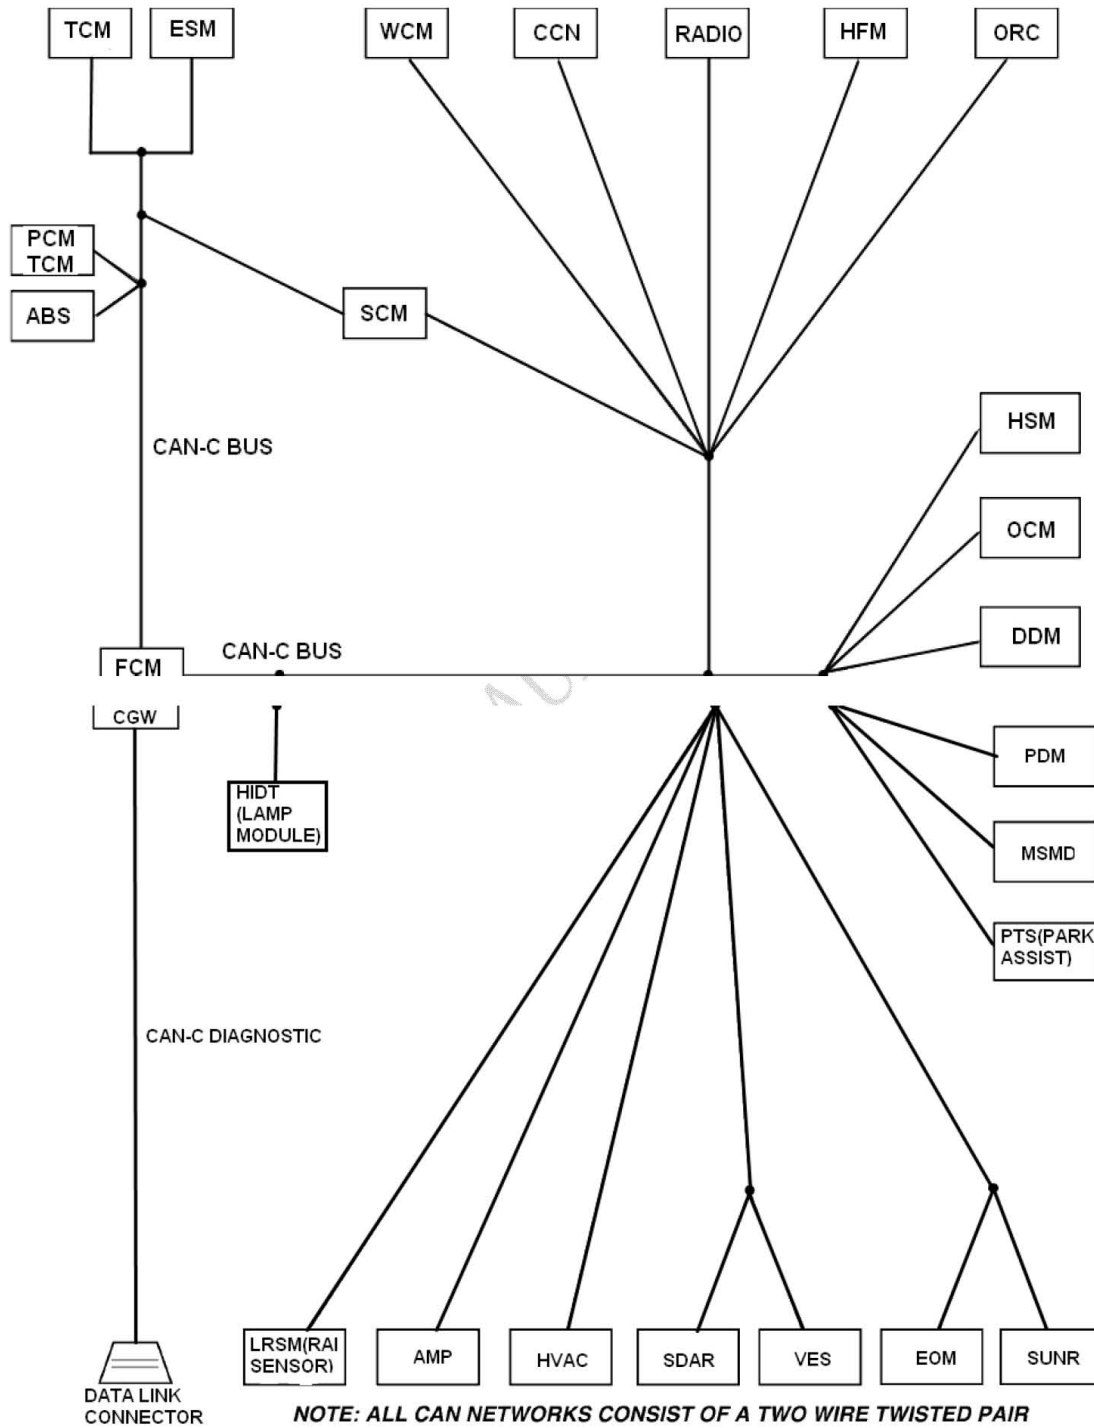 TCM
ESM
WCM
CCN
RADIO
HFM
ORC
PCM
TCM
ABS
SCM
HSM
CAN-C BUS
OCM
DDM
CAN-C BUS
FCM
CGW
PDM
HIDT
(LAMP
MODULE)
MSMD
PTS(PARK
ASSIST)
CAN-C DIAGNOSTIC
LRSM(RAI
SENSOR)
AMP
HVAC
SDAR
VES
EOM
SUNR
DATA LINK
CONNECTOR
NOTE: ALL CAN NETWORKS CONSIST OF A TWO WIRE TWISTED PAIR